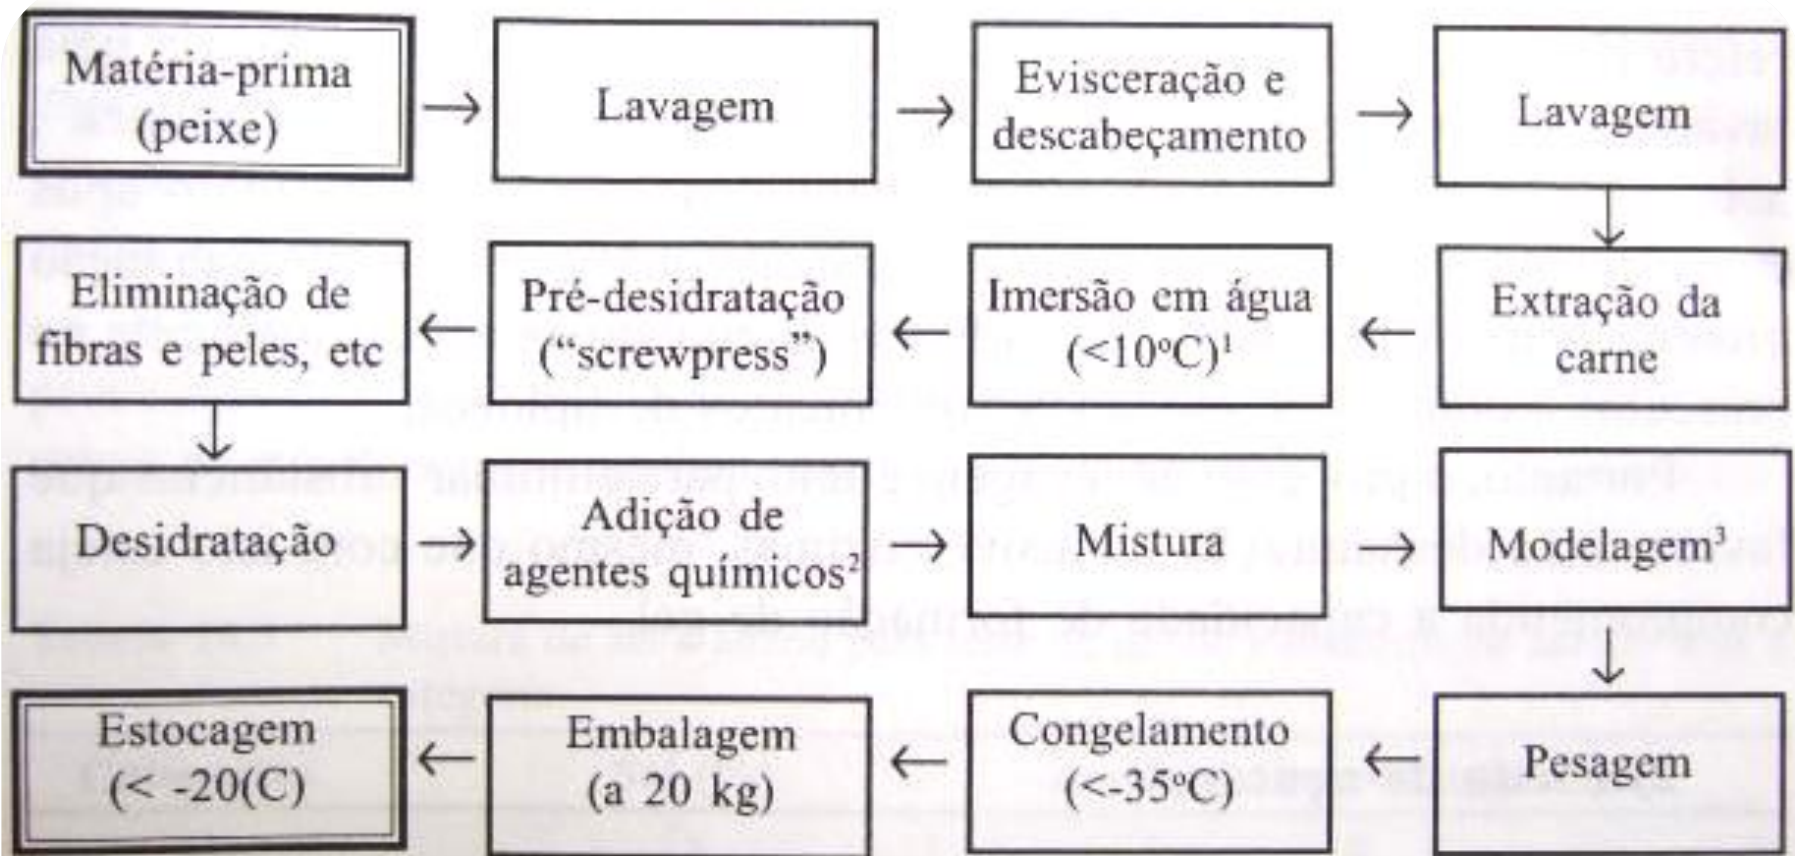 Matéria-prima
(peixe)
Lavagem
Evisceração e
descabeçamento
Lavagem
Extração da
carne
Imersão em água
(<10ºC)¹
Pré-desidratação
(“screwpress”)
Eliminação de
fibras e peles, etc
Desidratação
Adição de
agentes químicos²
Mistura
Modelagem³
Pesagem
Congelamento
(<-35ºC)
Embalagem
(a 20 kg)
Estocagem
(< -20(C)